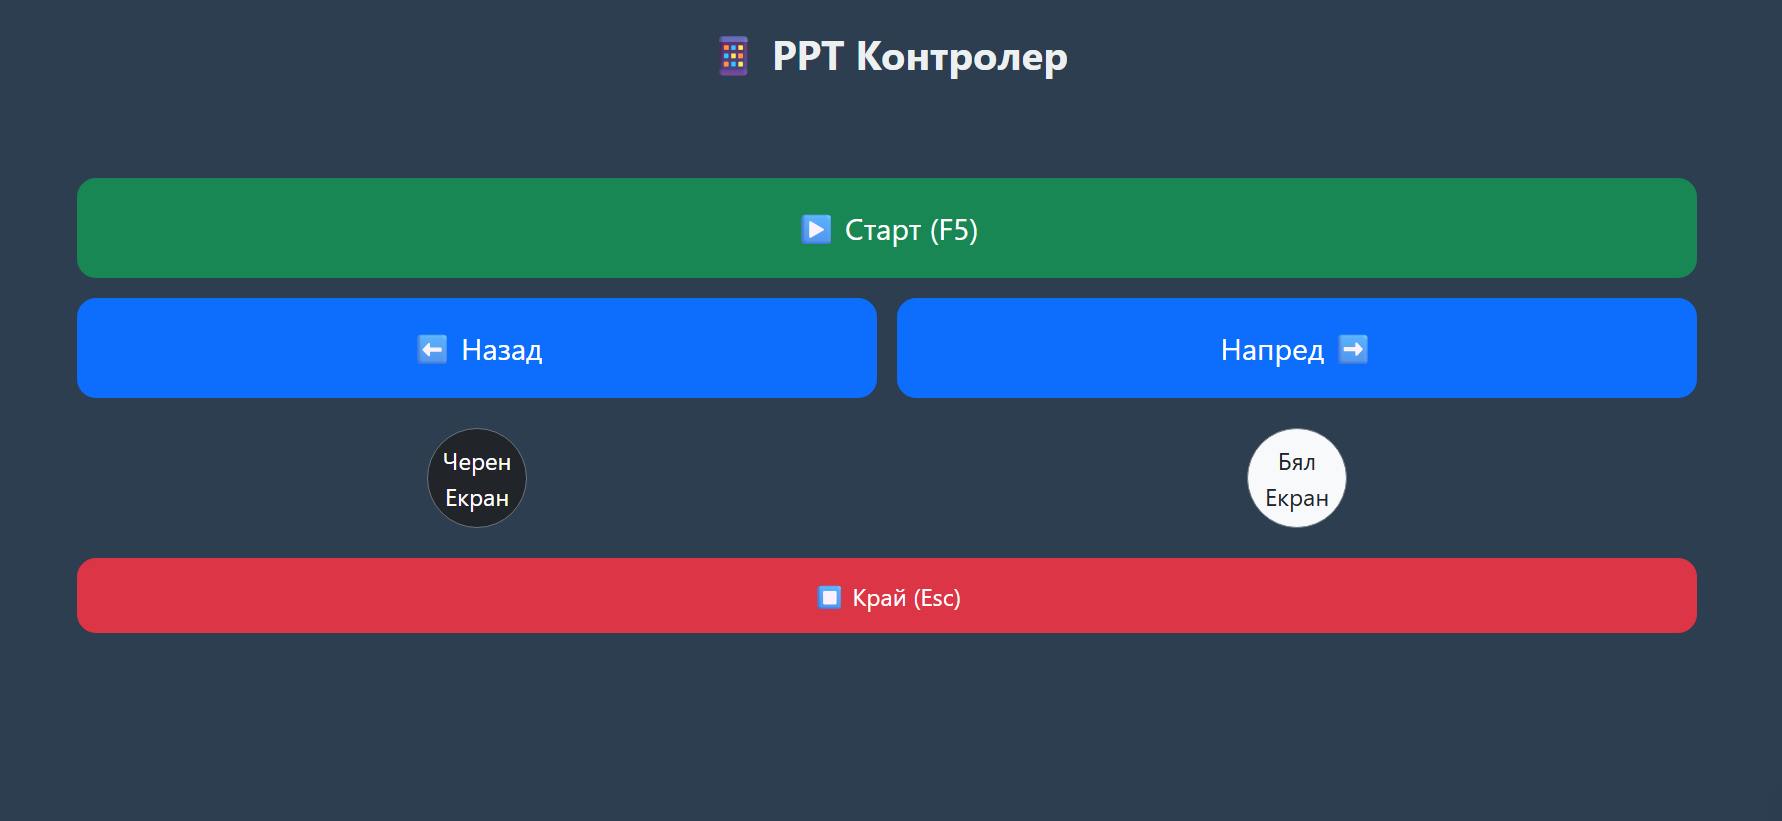 PPT Контролер
Старт (F5)
Назад
Напред
Черен
Екран
Бял
Екран
Край (Esc)